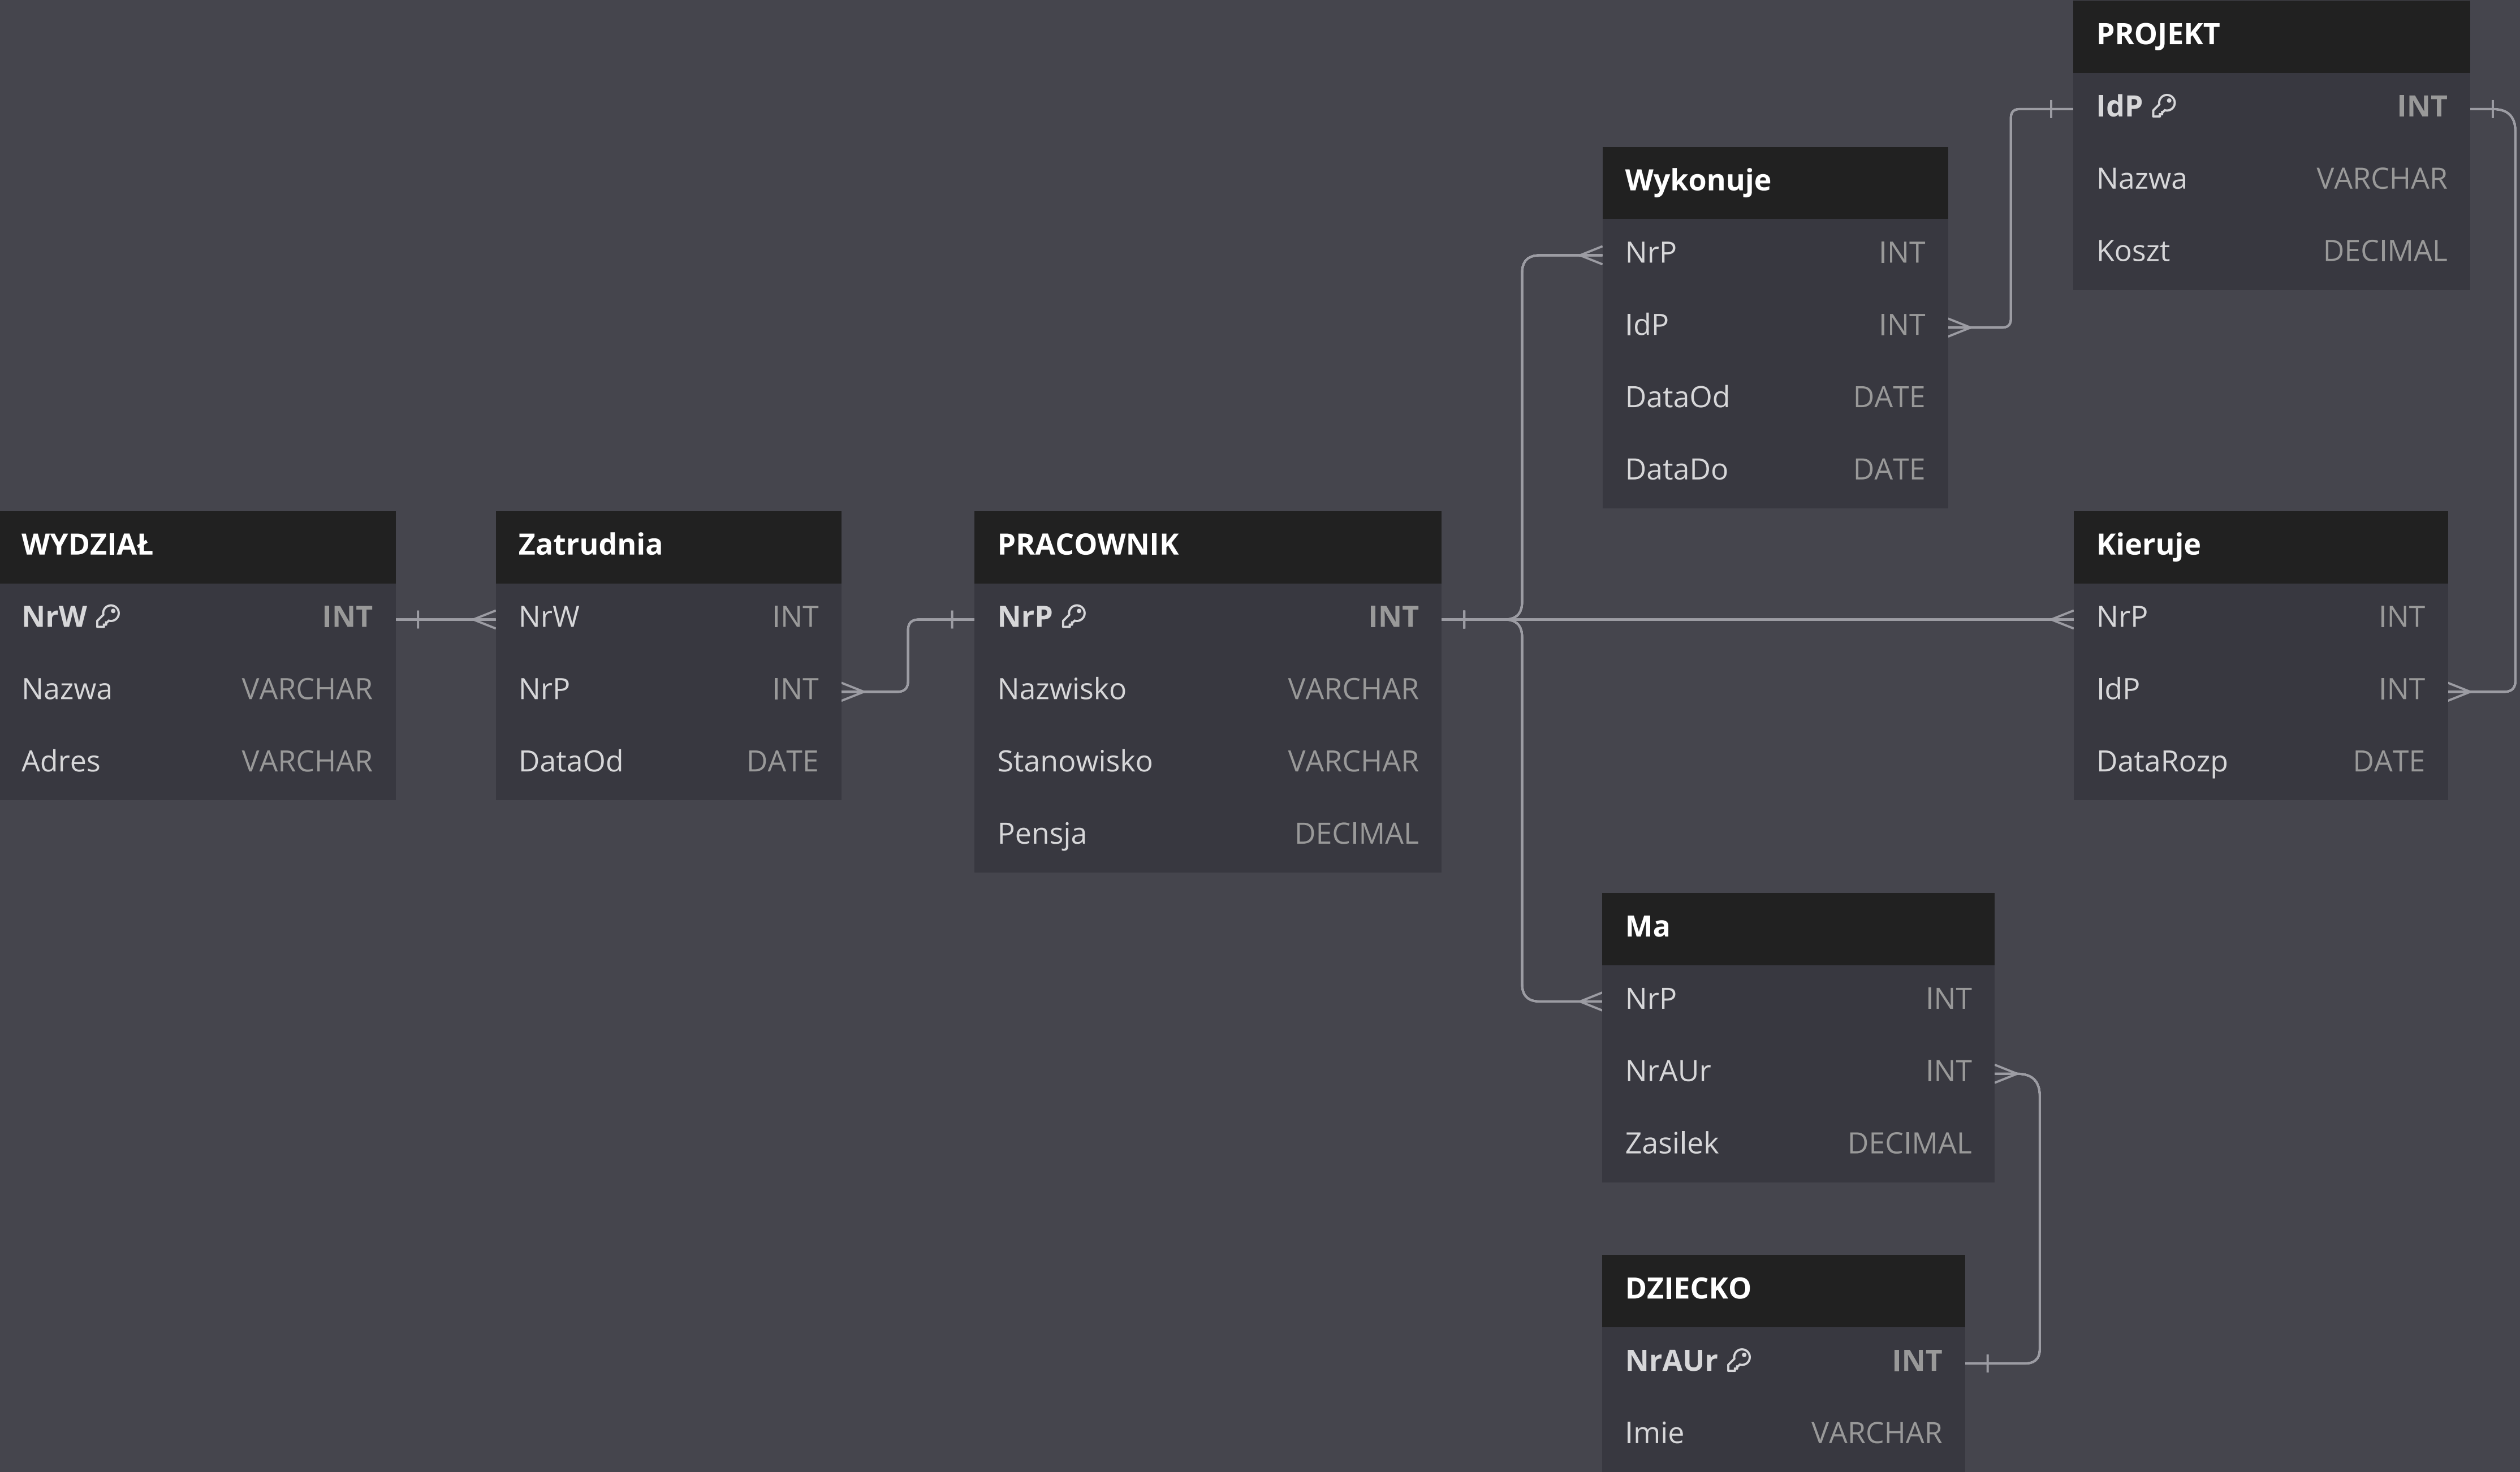 PROJEKT
IdP INT
Nazwa VARCHAR
Koszt DECIMAL
Wykonuje
NrP INT
IdP INT
DataOd DATE
DataDo DATE
WYDZIAŁ
NrW INT
Nazwa VARCHAR
Adres VARCHAR
Zatrudnia
NrW INT
NrP INT
DataOd DATE
PRACOWNIK
NrP INT
Nazwisko VARCHAR
Stanowisko VARCHAR
Pensja DECIMAL
Kieruje
NrP INT
IdP INT
DataRozp DATE
Ma
NrP INT
NrAUr INT
Zasilek DECIMAL
DZIECKO
NrAUr INT
Imie VARCHAR